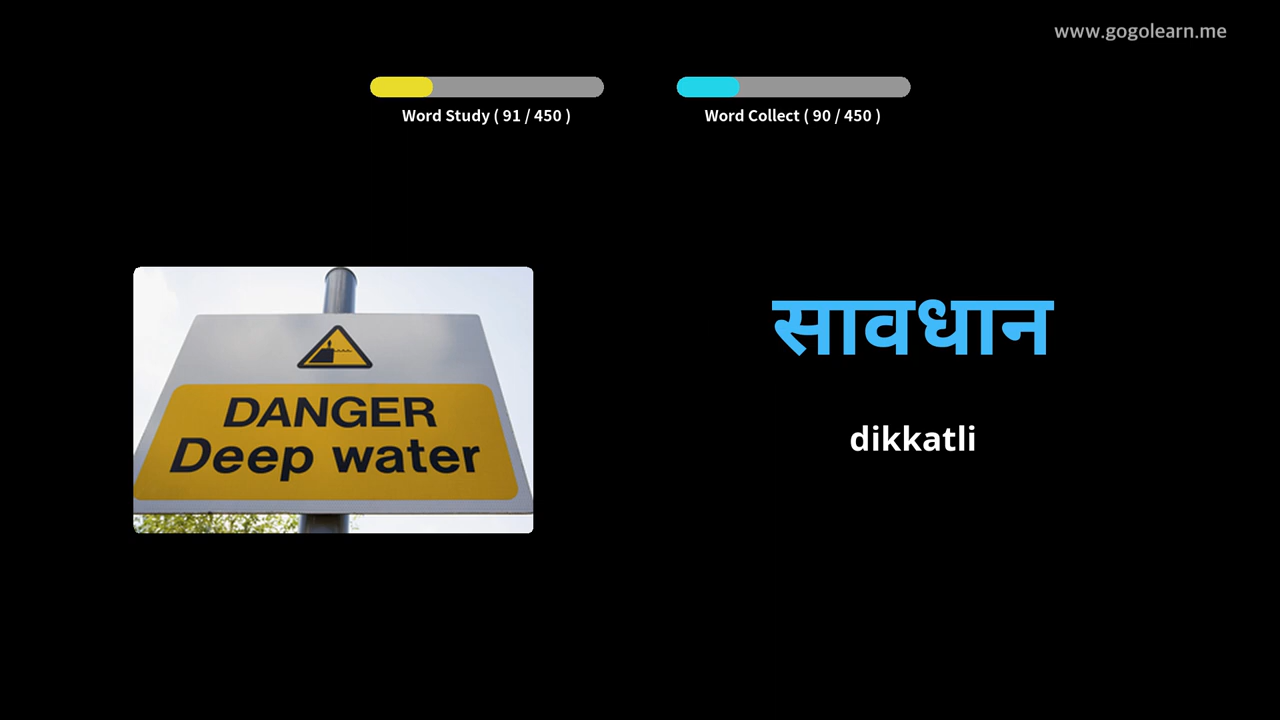 www.gogolearn.me
Word Study ( 91 / 450 )
Word Collect ( 90 / 450 )
DANGER
Deep water
सावधान
dikkatli